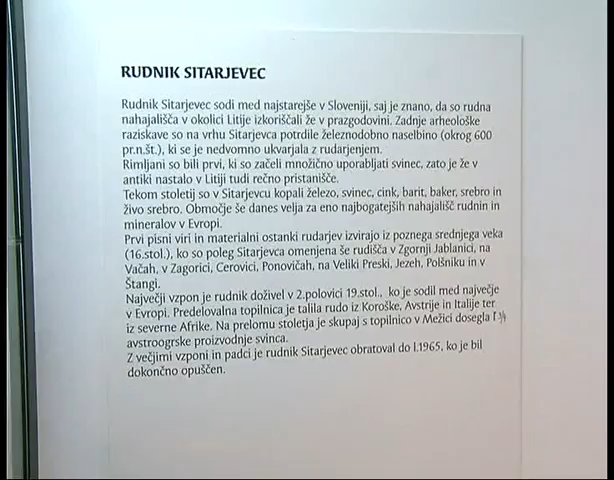 RUDNIK SITARJEVEC
Rudnik Sitarjevec sodi med najstarejše v Sloveniji, saj je znano, da so rudna
nahajališča v okolici Litije izkoriščali že v prazgodovini. Zadnje arheološke
raziskave so na vrhu Sitarjevca potrdile železnodobno naselbino (okrog 600
pr.n.št.), ki se je nedvomno ukvarjala z rudarjenjem.
Rimljani so bili prvi, ki so začeli množično uporabljati svinec, zato je že v
antiki nastalo v Litiji tudi rečno pristanišče.
Tekom stoletij so v Sitarjevcu kopali železo, svinec, cink, barit, baker, srebro in
živo srebro. Območje še danes velja za eno najbogatejših nahajališč rudnin in
mineralov v Evropi.
Prvi pisni viri in materialni ostanki rudarjev izvirajo iz poznega srednjega veka
(16.stol.), ko so poleg Sitarjevca omenjena še rudišča v Zgornji Jablanici, na
Vačah, v Zagorici, Cerovici, Ponovičah, na Veliki Preski, Jezeh, Polšniku in v
Štangi.
Največji vzpon je rudnik doživel v 2.polovici 19.stol., ko je sodil med največje
v Evropi. Predelovalna topilnica je talila rudo iz Koroške, Avstrije in Italije ter
iz severne Afrike. Na prelomu stoletja je skupaj s topilnico v Mežici dosegla
avstroogrske proizvodnje svinca.
Z večjimi vzponi in padci je rudnik Sitarjevec obratoval do l.1965, ko je bil
dokončno opuščen.